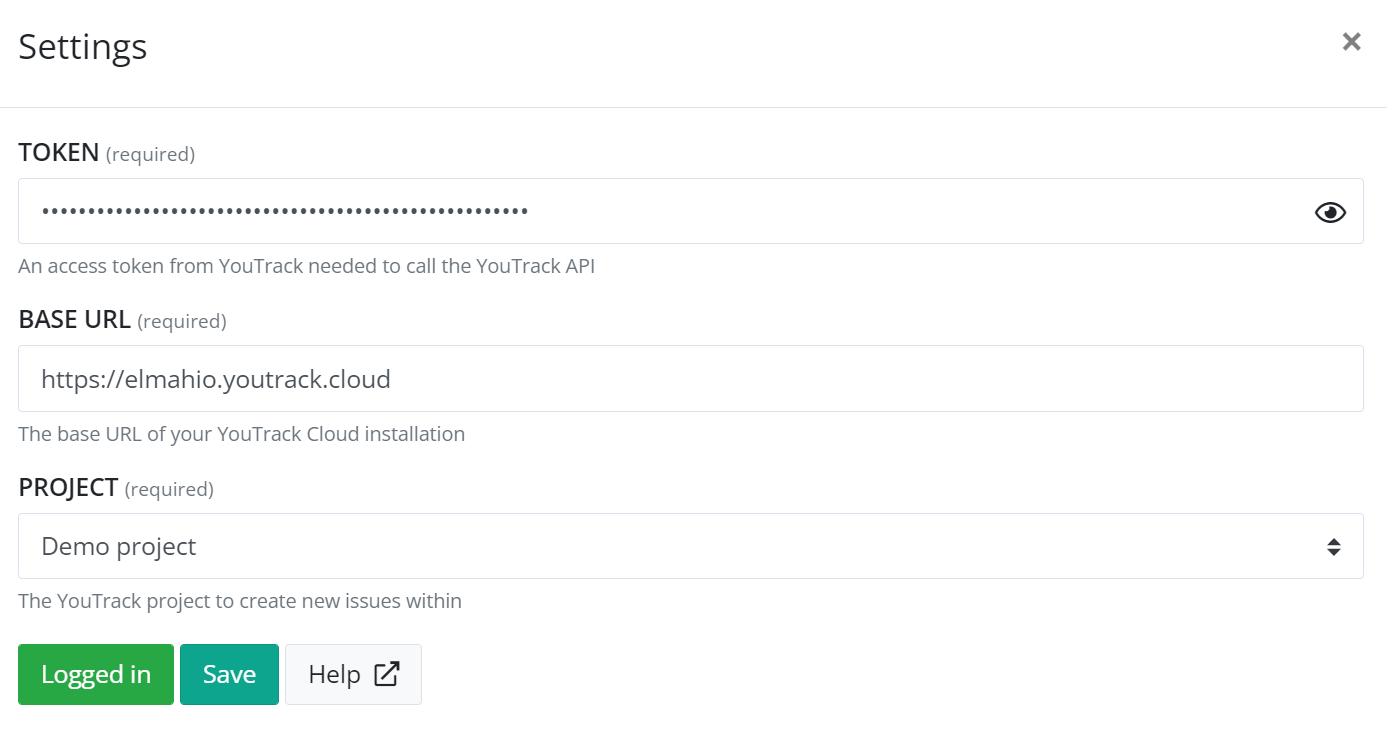 Settings
TOKEN (required)
An access token from YouTrack needed to call the YouTrack API
BASE URL (required)
https://elmahio.youtrack.cloud
The base URL of your YouTrack Cloud installation
PROJECT (required)
Demo project
The YouTrack project to create new issues within
Logged in Save Help